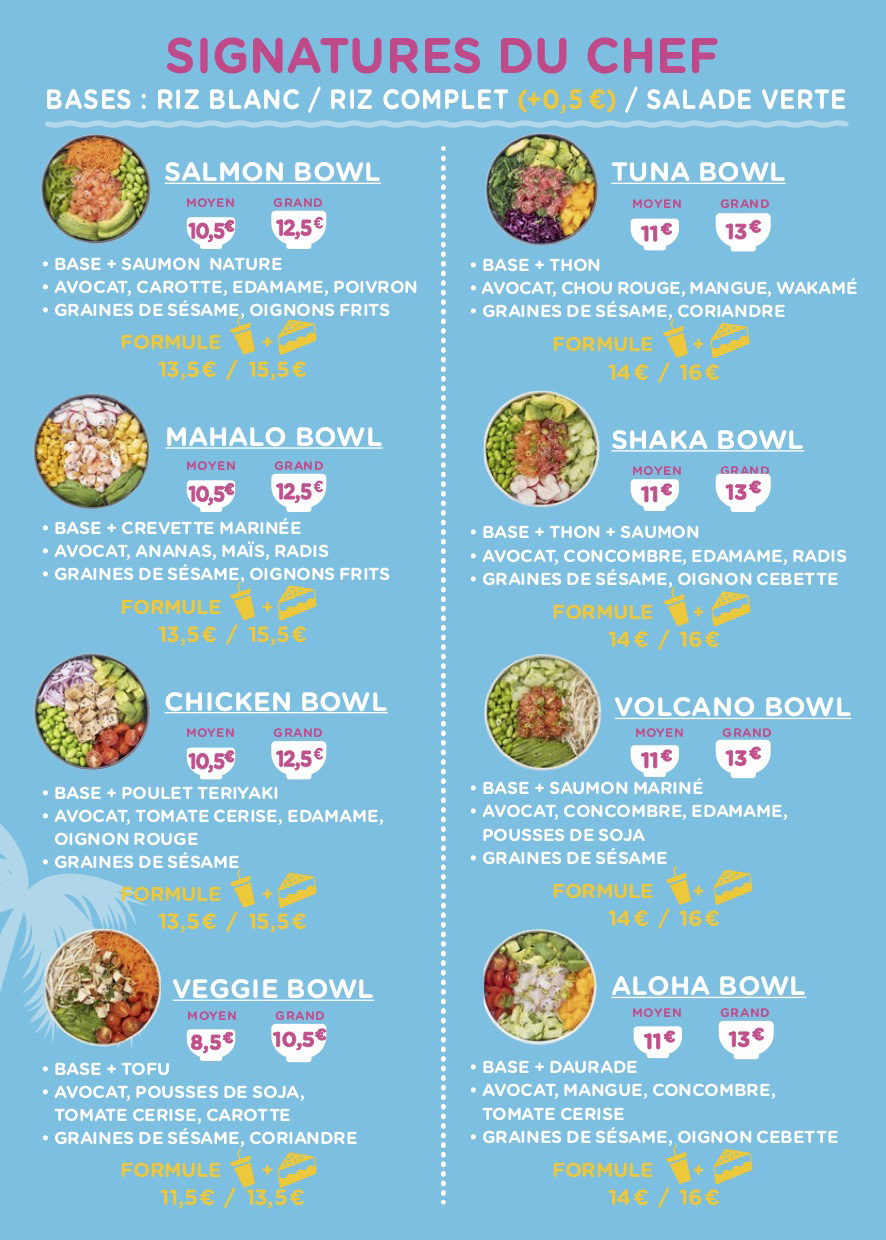 SIGNATURES DU CHEF
BASES : RIZ BLANC / RIZ COMPLET (+0,5 €) / SALADE VERTE
SALMON BOWL
MOYEN GRAND
10,5€ 12,5€
• BASE + SAUMON NATURE
• AVOCAT, CAROTTE, EDAMAME, POIVRON
• GRAINES DE SÉSAME, OIGNONS FRITS
FORMULE +
13,5€ / 15,5€
MAHALO BOWL
MOYEN GRAND
10,5€ 12,5€
• BASE + CREVETTE MARINÉE
• AVOCAT, ANANAS, MAÏS, RADIS
• GRAINES DE SÉSAME, OIGNONS FRITS
FORMULE +
13,5€ / 15,5€
CHICKEN BOWL
MOYEN GRAND
10,5€ 12,5€
• BASE + POULET TERIYAKI
• AVOCAT, TOMATE CERISE, EDAMAME,
OIGNON ROUGE
• GRAINES DE SÉSAME
FORMULE +
13,5€ / 15,5€
VEGGIE BOWL
MOYEN GRAND
8,5€ 10,5€
• BASE + TOFU
• AVOCAT, POUSSES DE SOJA,
TOMATE CERISE, CAROTTE
• GRAINES DE SÉSAME, CORIANDRE
FORMULE +
11,5€ / 13,5€
TUNA BOWL
MOYEN GRAND
11€ 13€
• BASE + THON
• AVOCAT, CHOU ROUGE, MANGUE, WAKAMÉ
• GRAINES DE SÉSAME, CORIANDRE
FORMULE +
14€ / 16€
SHAKA BOWL
MOYEN GRAND
11€ 13€
• BASE + THON + SAUMON
• AVOCAT, CONCOMBRE, EDAMAME, RADIS
• GRAINES DE SÉSAME, OIGNON CEBETTE
FORMULE +
14€ / 16€
VOLCANO BOWL
MOYEN GRAND
11€ 13€
• BASE + SAUMON MARINÉ
• AVOCAT, CONCOMBRE, EDAMAME,
POUSSES DE SOJA
• GRAINES DE SÉSAME
FORMULE +
14€ / 16€
ALOHA BOWL
MOYEN GRAND
11€ 13€
• BASE + DAURADE
• AVOCAT, MANGUE, CONCOMBRE,
TOMATE CERISE
• GRAINES DE SÉSAME, OIGNON CEBETTE
FORMULE +
14€ / 16€